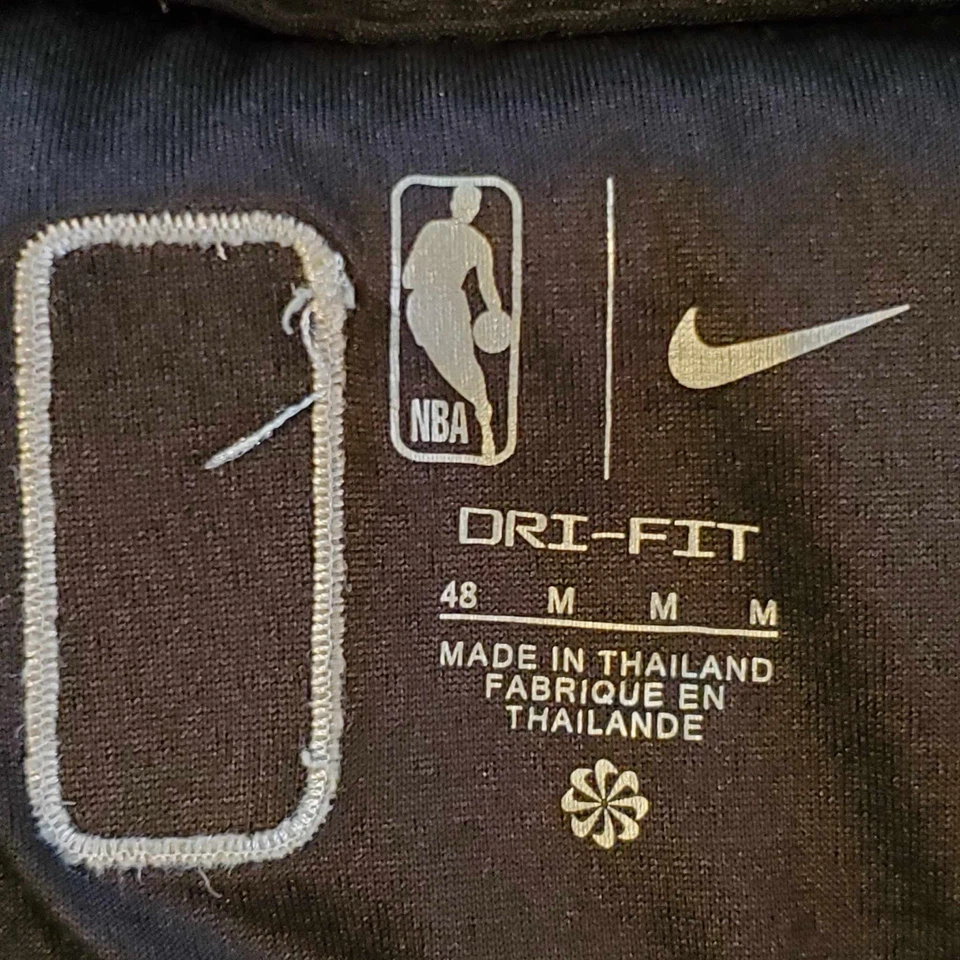 NBA
DRI-FIT
48 M M M
MADE IN THAILAND
FABRIQUE EN
THAILANDE